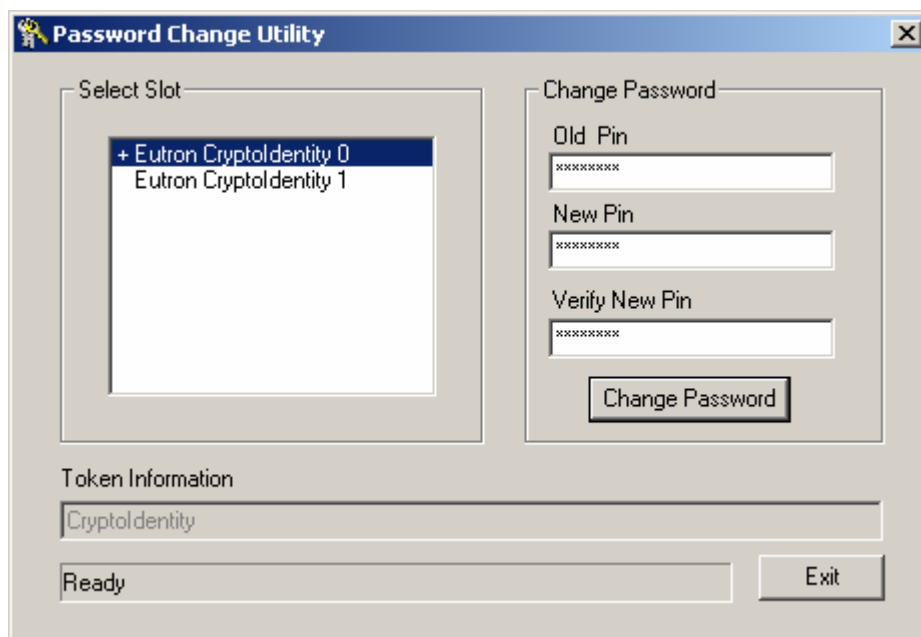 Password Change Utility
Select Slot
+ Eutron CryptoIdentity 0
Eutron CryptoIdentity 1
Change Password
Old Pin
********
New Pin
********
Verify New Pin
********
Change Password
Token Information
CryptoIdentity
Ready
Exit